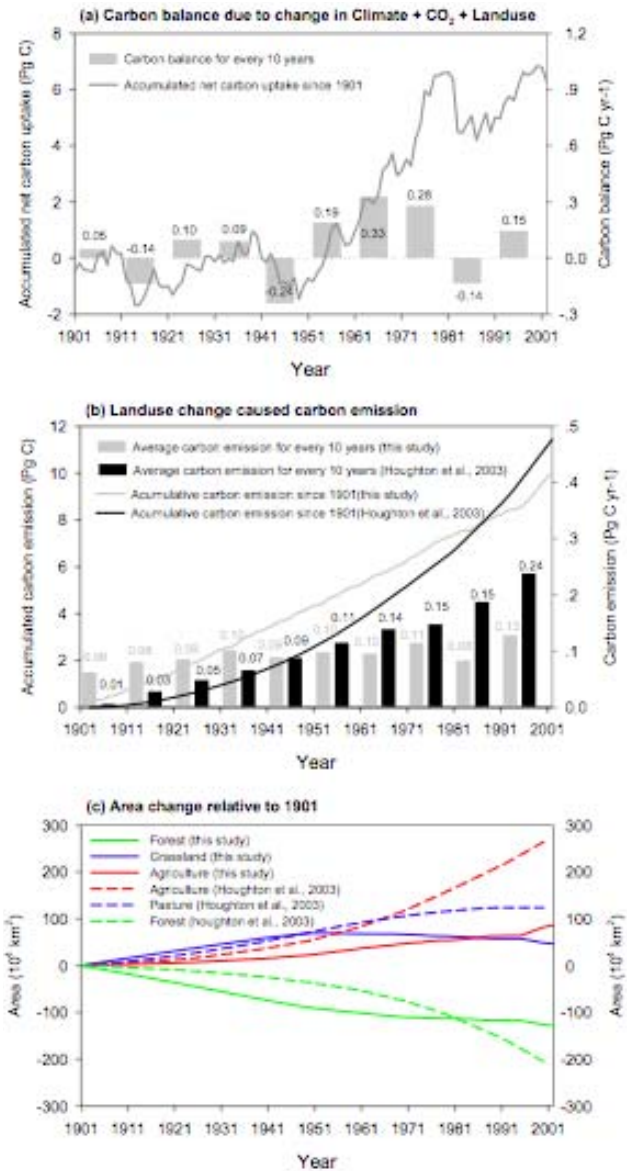 (a) Carbon balance due to change in Climate + CO₂ + Landuse
Accumulated net carbon uptake (Pg C)
8
6
4
2
0
-2
Carbon balance for every 10 years
Accumulated net carbon uptake since 1901
0.05
-0.14
0.10
0.09
-0.24
0.19
0.33
0.28
-0.14
0.15
1.2
.9
.6
.3
0.0
-.3
Carbon balance (Pg C yr-1)
1901 1911 1921 1931 1941 1951 1961 1971 1981 1991 2001
Year
(b) Landuse change caused carbon emission
Accumulated carbon emission (Pg C)
12
10
8
6
4
2
0
Average carbon emission for every 10 years (this study)
Average carbon emission for every 10 years (Houghton et al., 2003)
Acumulative carbon emission since 1901(this study)
Acumulative carbon emission since 1901(Houghton et al., 2003)
0.01
0.03
0.05
0.07
0.09
0.11
0.14
0.15
0.15
0.24
.5
.4
.3
.2
.1
0.0
Carbon emission (Pg C yr-1)
1901 1911 1921 1931 1941 1951 1961 1971 1981 1991 2001
Year
(c) Area change relative to 1901
Area (10⁴ km²)
300
200
100
0
-100
-200
-300
Forest (this study)
Grassland (this study)
Agriculture (this study)
Agriculture (Houghton et al., 2003)
Pasture (Houghton et al., 2003)
Forest (houghton et al., 2003)
300
200
100
0
-100
-200
-300
Area (10⁴ km²)
1901 1911 1921 1931 1941 1951 1961 1971 1981 1991 2001
Year